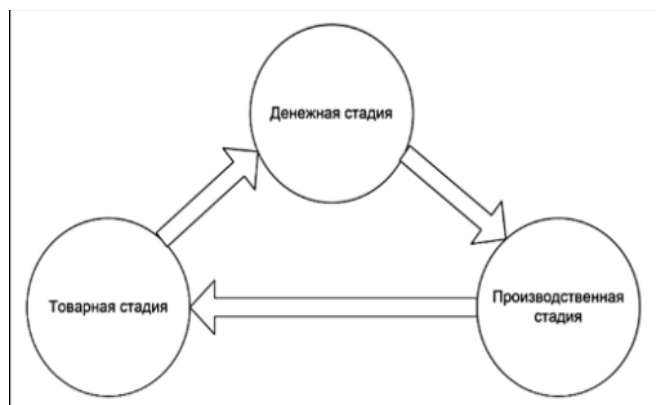 Денежная стадия
Товарная стадия
Производственная
стадия